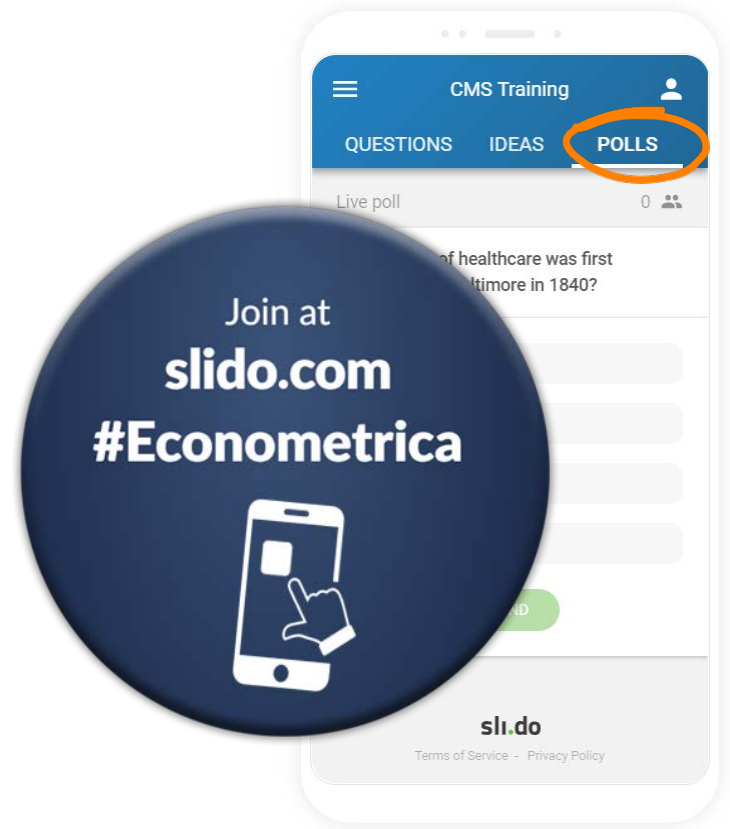 CMS Training
QUESTIONS IDEAS POLLS
Live poll 0
of healthcare was first
ltimore in 1840?
Join at
slido.com
#Econometrica
ND
sli.do
Terms of Service - Privacy Policy